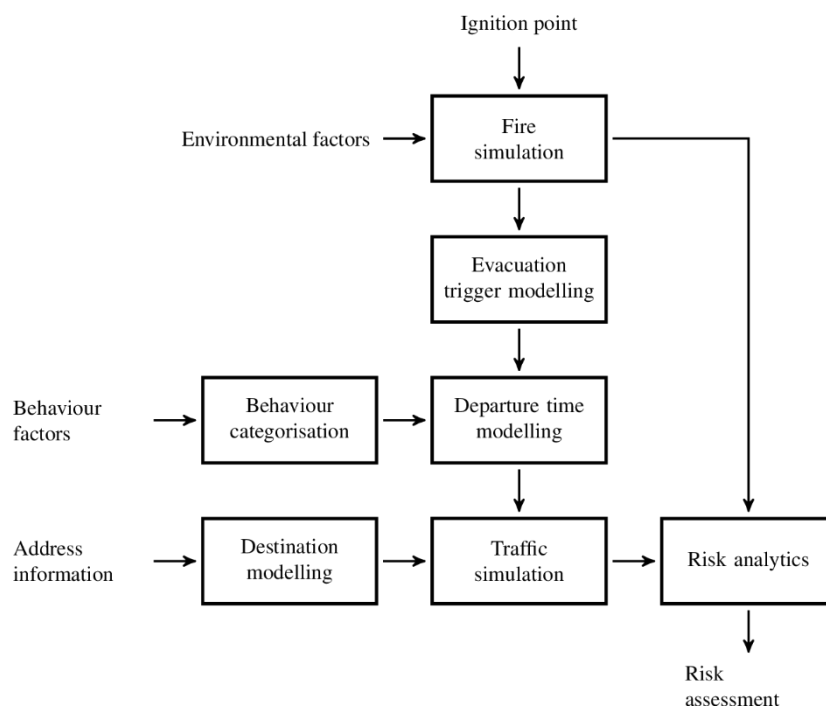 Ignition point
Environmental factors
Fire
simulation
Evacuation
trigger modelling
Behaviour
factors
Behaviour
categorisation
Departure time
modelling
Address
information
Destination
modelling
Traffic
simulation
Risk analytics
Risk
assessment